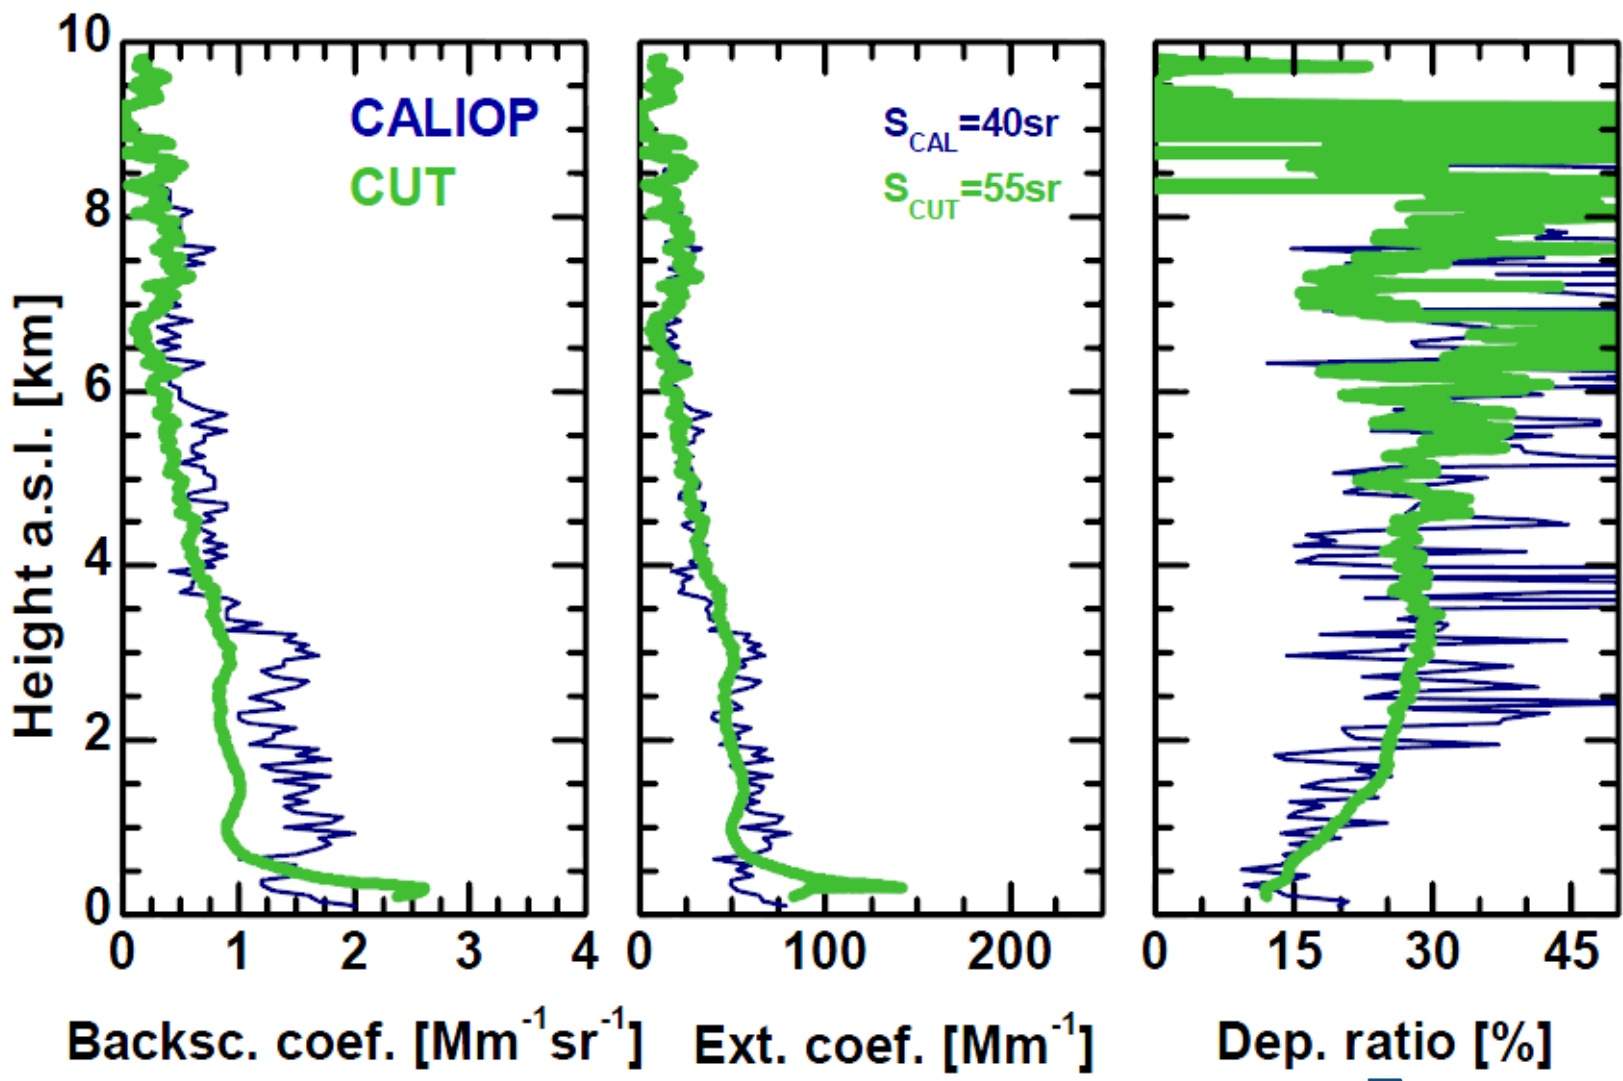 10
8
6
4
2
0
Height a.s.l. [km]
CALIOP
CUT
0 1 2 3 4
Backsc. coef. [Mm⁻¹sr⁻¹]
S_CAL=40sr
S_CUT=55sr
0 100 200
Ext. coef. [Mm⁻¹]
0 15 30 45
Dep. ratio [%]